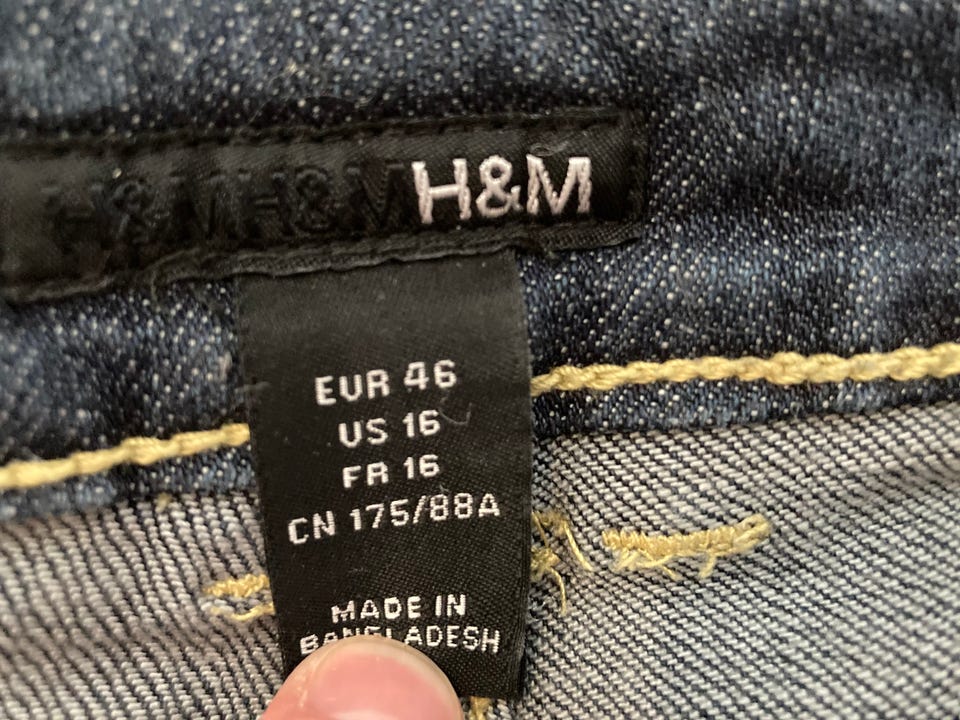 H&M H&M H&M
EUR 46
US 16
FR 16
CN 175/88A
MADE IN
BANGLADESH